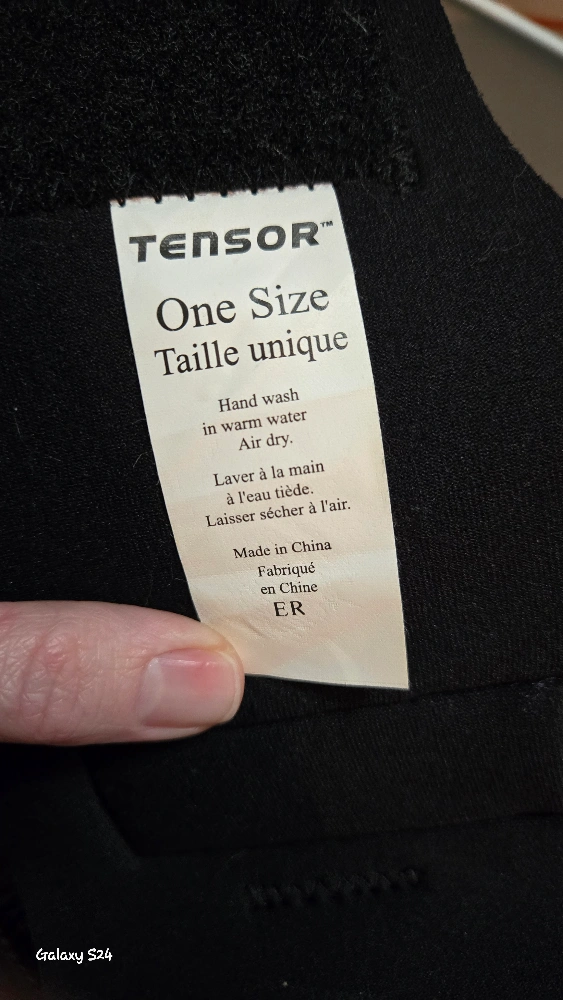 TENSOR™
One Size
Taille unique
Hand wash
in warm water
Air dry.
Laver à la main
à l'eau tiède.
Laisser sécher à l'air.
Made in China
Fabriqué
en Chine
ER
Galaxy S24